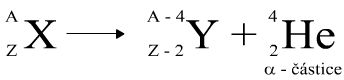 A
Z X ⟶ A - 4
Z - 2 Y + 4
2 He
α - částice